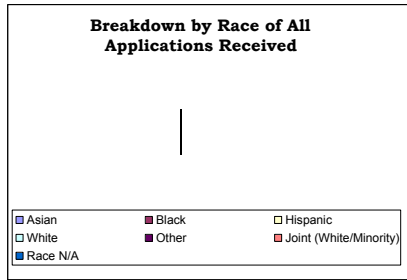 Breakdown by Race of All
Applications Received
Asian Black Hispanic
White Other Joint (White/Minority)
Race N/A